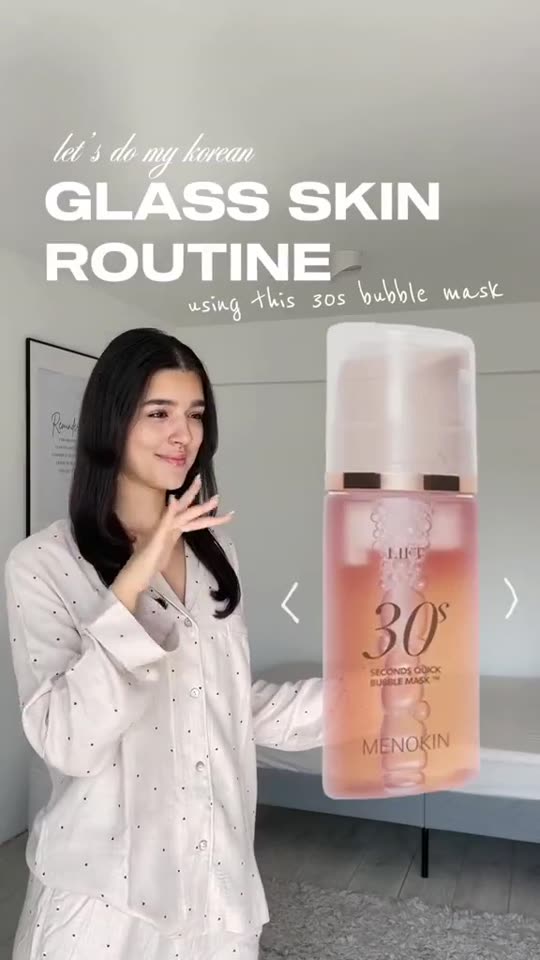 let's do my korean
GLASS SKIN
ROUTINE
using this 30s bubble mask
LIFT
30s
SECONDS QUICK
BUBBLE MASK ™
MENOKIN